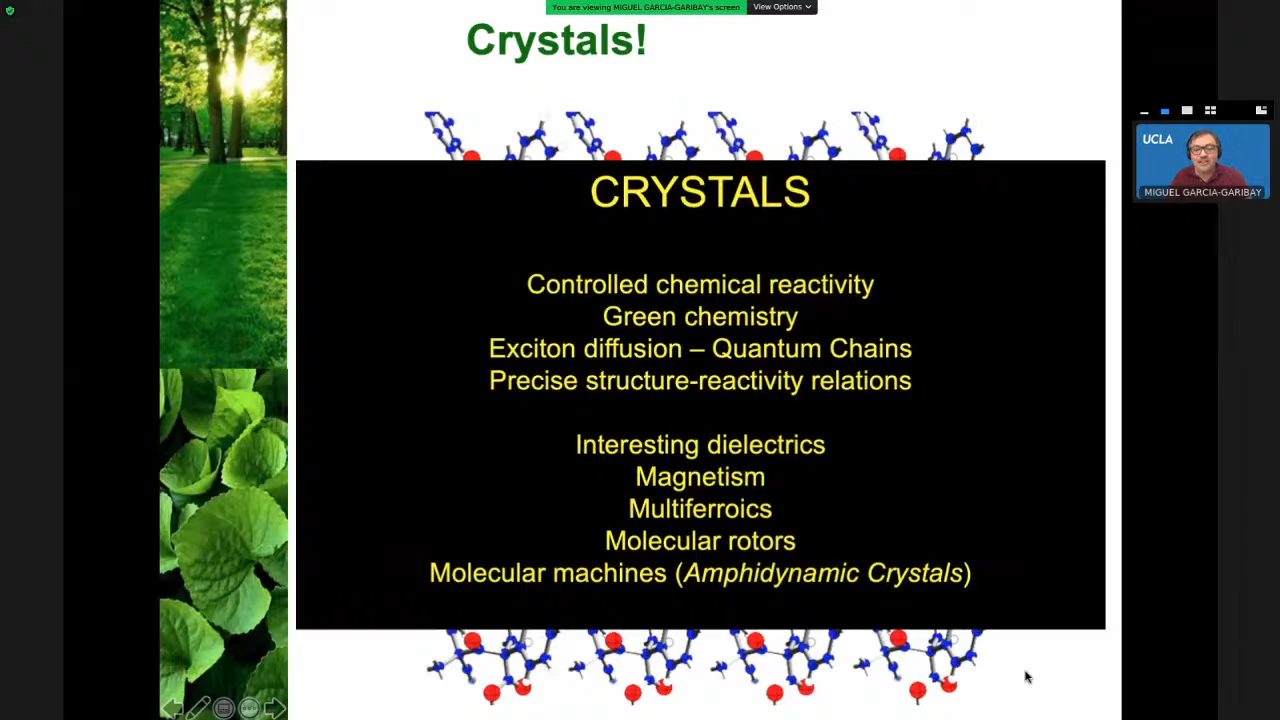 You are viewing MIGUEL GARCIA-GARIBAY's screen
View Options
Crystals!
CRYSTALS
Controlled chemical reactivity
Green chemistry
Exciton diffusion – Quantum Chains
Precise structure-reactivity relations
Interesting dielectrics
Magnetism
Multiferroics
Molecular rotors
Molecular machines (Amphidynamic Crystals)
UCLA
MIGUEL GARCIA-GARIBAY